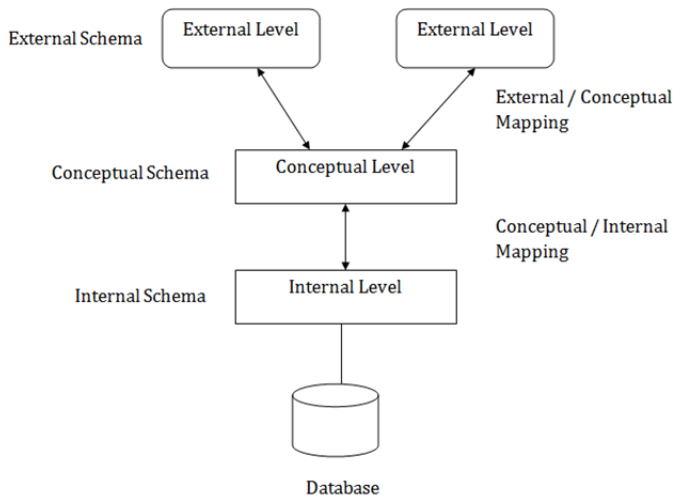 External Schema
External Level
External Level
External / Conceptual
Mapping
Conceptual Schema
Conceptual Level
Conceptual / Internal
Mapping
Internal Schema
Internal Level
Database